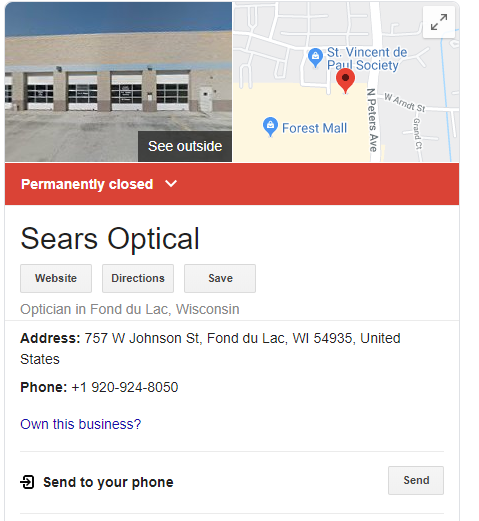 See outside
St. Vincent de
Paul Society
Forest Mall
N Peters Ave
W Arndt St
Grand Ct
Permanently closed
Sears Optical
Website
Directions
Save
Optician in Fond du Lac, Wisconsin
Address: 757 W Johnson St, Fond du Lac, WI 54935, United
States
Phone: +1 920-924-8050
Own this business?
Send to your phone
Send